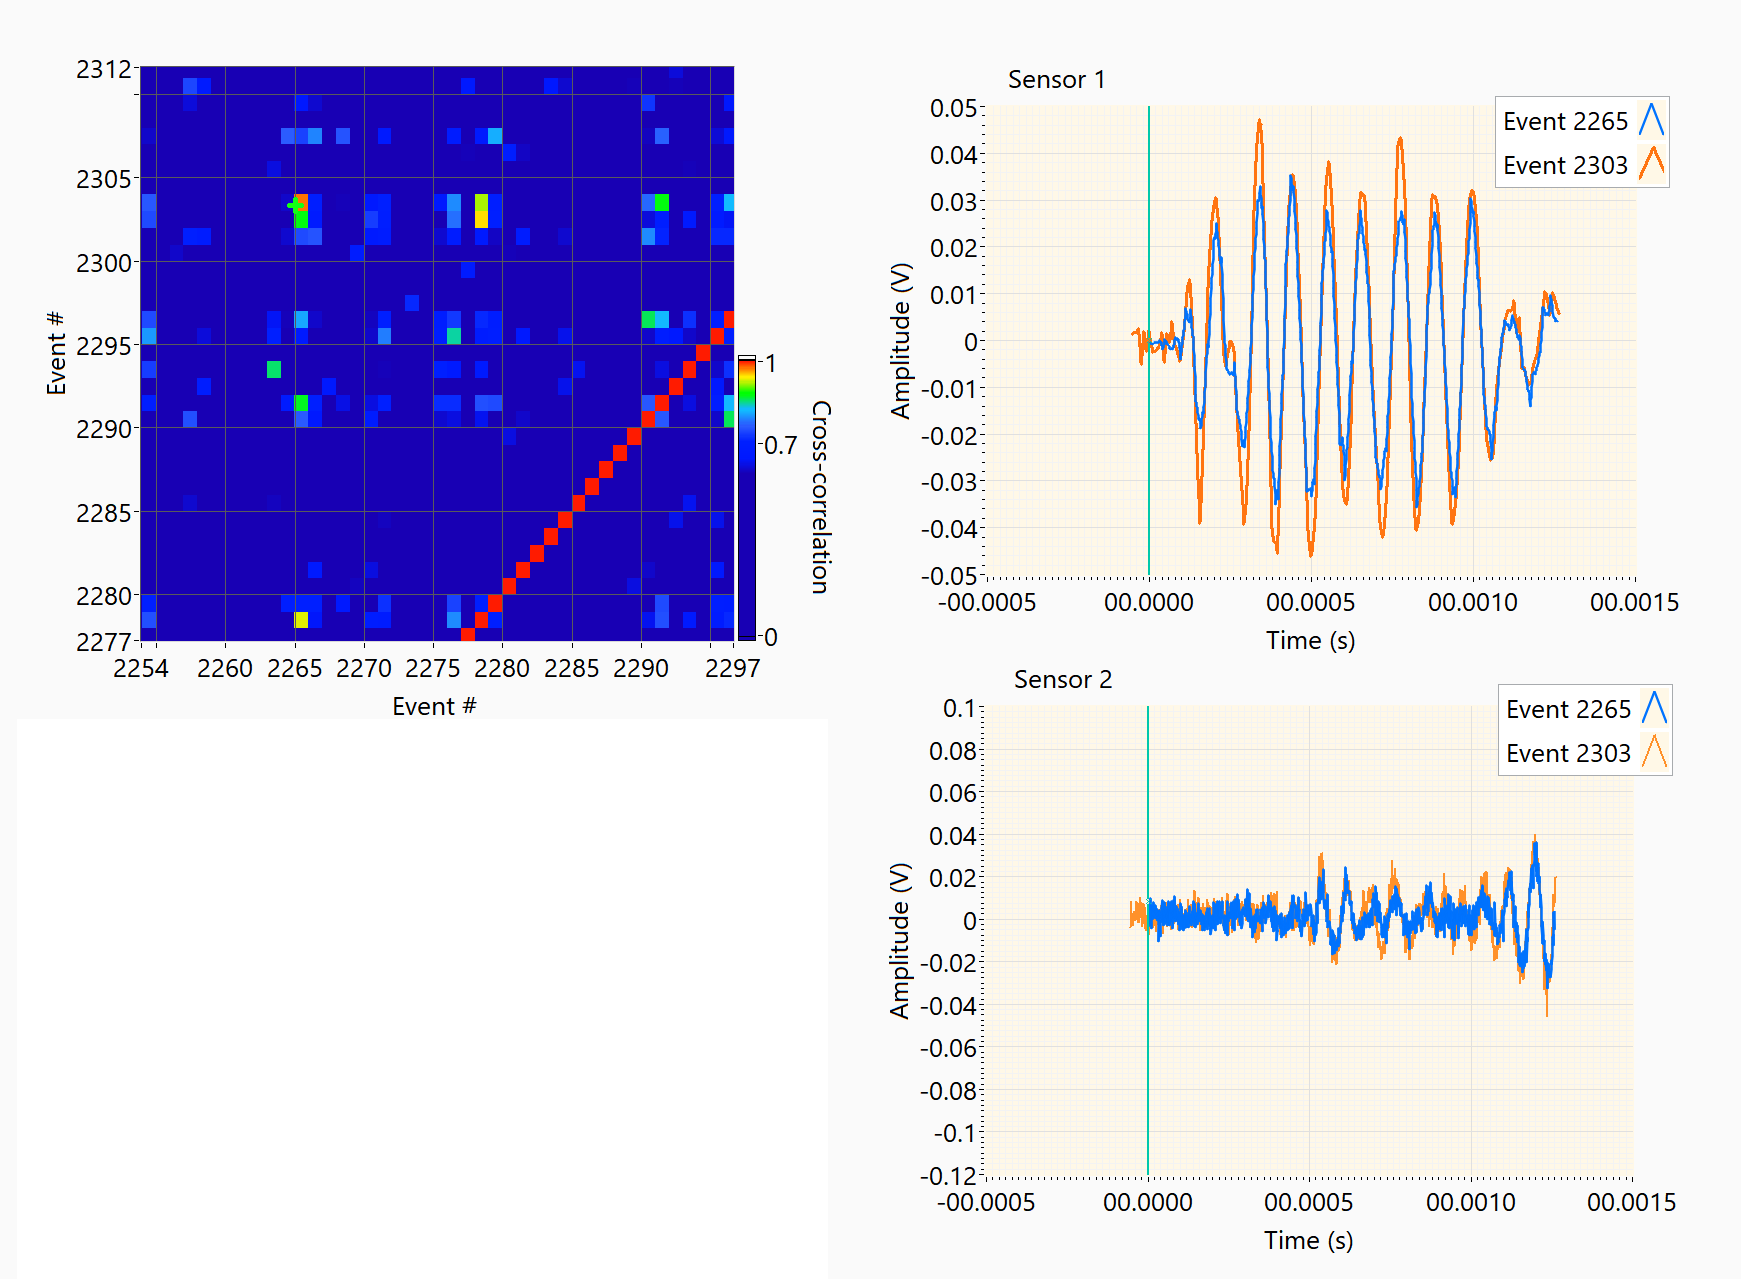 2312
2305
2300
2295
2290
2285
2280
2277
Event #
2254 2260 2265 2270 2275 2280 2285 2290 2297
Event #
1
0.7
0
Cross-correlation
Sensor 1
Event 2265
Event 2303
0.05
0.04
0.03
0.02
0.01
0
-0.01
-0.02
-0.03
-0.04
-0.05
Amplitude (V)
-00.0005 00.0000 00.0005 00.0010 00.0015
Time (s)
Sensor 2
Event 2265
Event 2303
0.1
0.08
0.06
0.04
0.02
0
-0.02
-0.04
-0.06
-0.08
-0.1
-0.12
Amplitude (V)
-00.0005 00.0000 00.0005 00.0010 00.0015
Time (s)